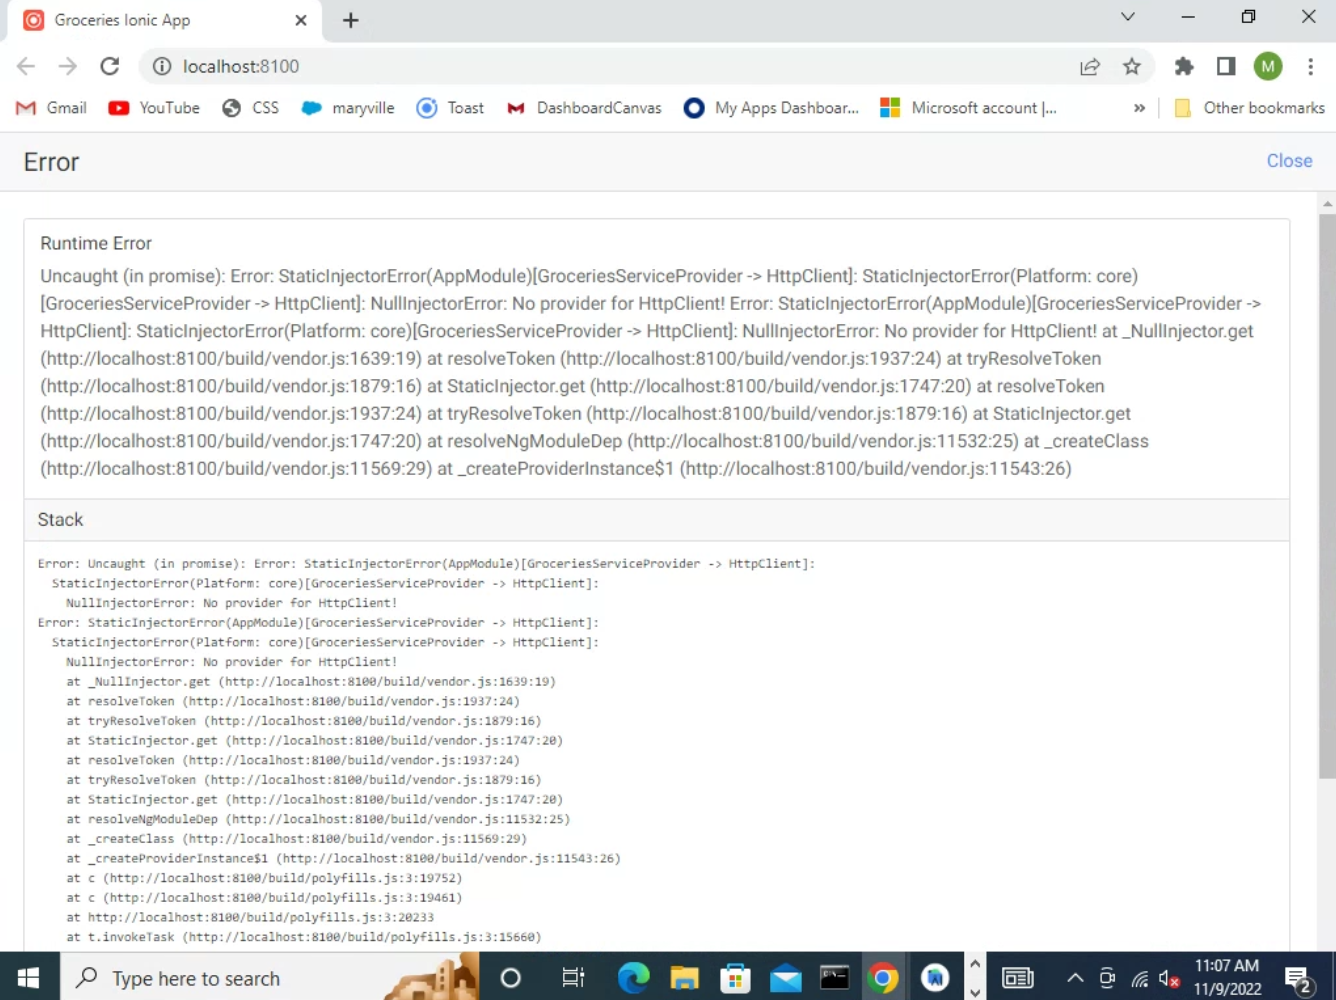 Groceries Ionic App
localhost:8100
M
Gmail YouTube CSS maryville Toast DashboardCanvas My Apps Dashboar... Microsoft account |... » Other bookmarks
Error Close
Runtime Error
Uncaught (in promise): Error: StaticInjectorError(AppModule)[GroceriesServiceProvider -> HttpClient]: StaticInjectorError(Platform: core)
[GroceriesServiceProvider -> HttpClient]: NullInjectorError: No provider for HttpClient! Error: StaticInjectorError(AppModule)[GroceriesServiceProvider ->
HttpClient]: StaticInjectorError(Platform: core)[GroceriesServiceProvider -> HttpClient]: NullInjectorError: No provider for HttpClient! at _NullInjector.get
(http://localhost:8100/build/vendor.js:1639:19) at resolveToken (http://localhost:8100/build/vendor.js:1937:24) at tryResolveToken
(http://localhost:8100/build/vendor.js:1879:16) at StaticInjector.get (http://localhost:8100/build/vendor.js:1747:20) at resolveToken
(http://localhost:8100/build/vendor.js:1937:24) at tryResolveToken (http://localhost:8100/build/vendor.js:1879:16) at StaticInjector.get
(http://localhost:8100/build/vendor.js:1747:20) at resolveNgModuleDep (http://localhost:8100/build/vendor.js:11532:25) at _createClass
(http://localhost:8100/build/vendor.js:11569:29) at _createProviderInstance$1 (http://localhost:8100/build/vendor.js:11543:26)
Stack
Error: Uncaught (in promise): Error: StaticInjectorError(AppModule)[GroceriesServiceProvider -> HttpClient]:
StaticInjectorError(Platform: core)[GroceriesServiceProvider -> HttpClient]:
NullInjectorError: No provider for HttpClient!
Error: StaticInjectorError(AppModule)[GroceriesServiceProvider -> HttpClient]:
StaticInjectorError(Platform: core)[GroceriesServiceProvider -> HttpClient]:
NullInjectorError: No provider for HttpClient!
at _NullInjector.get (http://localhost:8100/build/vendor.js:1639:19)
at resolveToken (http://localhost:8100/build/vendor.js:1937:24)
at tryResolveToken (http://localhost:8100/build/vendor.js:1879:16)
at StaticInjector.get (http://localhost:8100/build/vendor.js:1747:20)
at resolveToken (http://localhost:8100/build/vendor.js:1937:24)
at tryResolveToken (http://localhost:8100/build/vendor.js:1879:16)
at StaticInjector.get (http://localhost:8100/build/vendor.js:1747:20)
at resolveNgModuleDep (http://localhost:8100/build/vendor.js:11532:25)
at _createClass (http://localhost:8100/build/vendor.js:11569:29)
at _createProviderInstance$1 (http://localhost:8100/build/vendor.js:11543:26)
at c (http://localhost:8100/build/polyfills.js:3:19752)
at c (http://localhost:8100/build/polyfills.js:3:19461)
at http://localhost:8100/build/polyfills.js:3:20233
at t.invokeTask (http://localhost:8100/build/polyfills.js:3:15660)
Type here to search
11:07 AM
11/9/2022
2